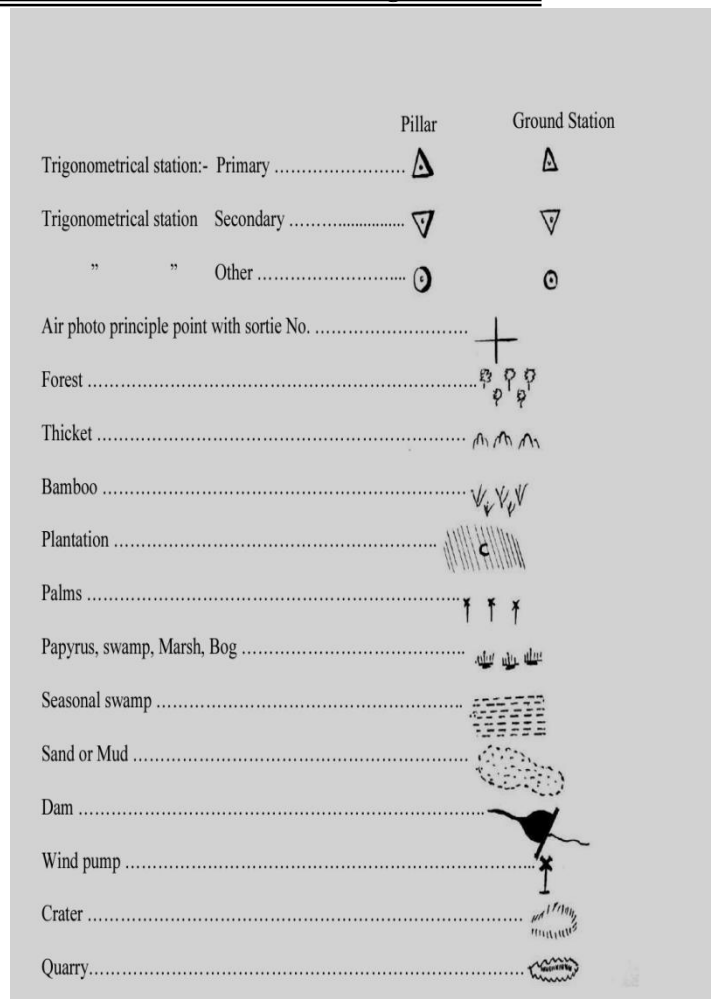 Pillar Ground Station
Trigonometrical station:- Primary ……………………
Trigonometrical station Secondary ………...............
” ” Other …………………….....
Air photo principle point with sortie No. ……………………….
Forest ………………………………………………………..
Thicket ……………………………………………………….
Bamboo ……………………………………………………….
Plantation ………………………………………………….
Palms ……………………………………………………...
Papyrus, swamp, Marsh, Bog …………………………………..
Seasonal swamp ………………………………………………..
Sand or Mud …………………………………………………….
Dam ……………………………………………………………..
Wind pump ……………………………………………………………..
Crater ……………………………………………………………………
Quarry……………………………………………………………………
C